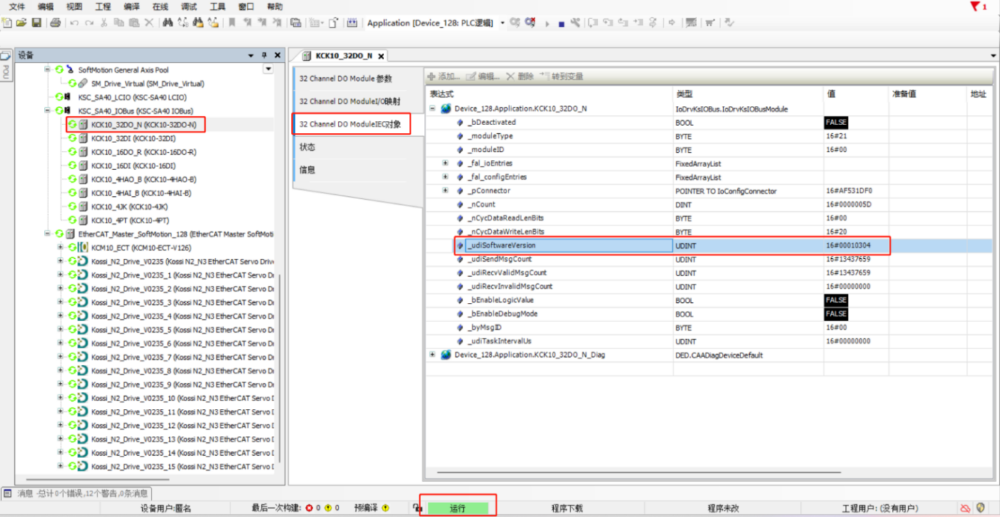 文件 编辑 视图 工程 编译 在线 调试 工具 窗口 帮助
1
Application [Device_128: PLC逻辑]
设备
POU
SoftMotion General Axis Pool
SM_Drive_Virtual (SM_Drive_Virtual)
KSC_SA40_LCIO (KSC-SA40 LCIO)
KSC_SA40_IOBus (KSC-SA40 IOBus)
KCK10_32DO_N (KCK10-32DO-N)
KCK10_32DI (KCK10-32DI)
KCK10_16DO_R (KCK10-16DO-R)
KCK10_16DI (KCK10-16DI)
KCK10_4HAO_B (KCK10-4HAO-B)
KCK10_4HAI_B (KCK10-4HAI-B)
KCK10_4JK (KCK10-4JK)
KCK10_4PT (KCK10-4PT)
EtherCAT_Master_SoftMotion_128 (EtherCAT Master SoftMoti
KCM10_ECT (KCM10-ECT-V126)
Kossi_N2_Drive_V0235 (Kossi N2_N3 EtherCAT Servo Drive
Kossi_N2_Drive_V0235_1 (Kossi N2_N3 EtherCAT Servo Dr
Kossi_N2_Drive_V0235_2 (Kossi N2_N3 EtherCAT Servo Dr
Kossi_N2_Drive_V0235_3 (Kossi N2_N3 EtherCAT Servo Dr
Kossi_N2_Drive_V0235_4 (Kossi N2_N3 EtherCAT Servo Dr
Kossi_N2_Drive_V0235_5 (Kossi N2_N3 EtherCAT Servo Dr
Kossi_N2_Drive_V0235_6 (Kossi N2_N3 EtherCAT Servo Dr
Kossi_N2_Drive_V0235_7 (Kossi N2_N3 EtherCAT Servo Dr
Kossi_N2_Drive_V0235_8 (Kossi N2_N3 EtherCAT Servo Dr
Kossi_N2_Drive_V0235_9 (Kossi N2_N3 EtherCAT Servo Dr
Kossi_N2_Drive_V0235_10 (Kossi N2_N3 EtherCAT Servo D
Kossi_N2_Drive_V0235_11 (Kossi N2_N3 EtherCAT Servo D
Kossi_N2_Drive_V0235_12 (Kossi N2_N3 EtherCAT Servo D
Kossi_N2_Drive_V0235_13 (Kossi N2_N3 EtherCAT Servo D
Kossi_N2_Drive_V0235_14 (Kossi N2_N3 EtherCAT Servo D
Kossi_N2_Drive_V0235_15 (Kossi N2_N3 EtherCAT Servo D
KCK10_32DO_N
32 Channel DO Module 参数
32 Channel DO ModuleI/O映射
32 Channel DO ModuleIEC对象
状态
信息
添加... 编辑... 删除 转到变量
表达式 类型 值 准备值 地址
Device_128.Application.KCK10_32DO_N IoDrvKsIOBus.IoDrvKsIOBusModule
_bDeactivated BOOL FALSE
_moduleType BYTE 16#21
_moduleID BYTE 16#00
_fal_ioEntries FixedArrayList
_fal_configEntries FixedArrayList
_pConnector POINTER TO IoConfigConnector 16#AF531DF0
_nCount DINT 16#0000005D
_nCycDataReadLenBits BYTE 16#00
_nCycDataWriteLenBits BYTE 16#20
_udiSoftwareVersion UDINT 16#00010304
_udiSendMsgCount UDINT 16#13437659
_udiRecvValidMsgCount UDINT 16#13437659
_udiRecvInvalidMsgCount UDINT 16#00000000
_bEnableLogicValue BOOL FALSE
_bEnableDebugMode BOOL FALSE
_byMsgID BYTE 16#00
_udiTaskIntervalUs UDINT 16#00000000
Device_128.Application.KCK10_32DO_N_Diag DED.CAADiagDeviceDefault
消息 -总计0个错误,12个警告,0条消息
设备用户:匿名 最后一次构建: 0 0 预编译 运行 程序下载 程序未改 工程用户: (没有用户)